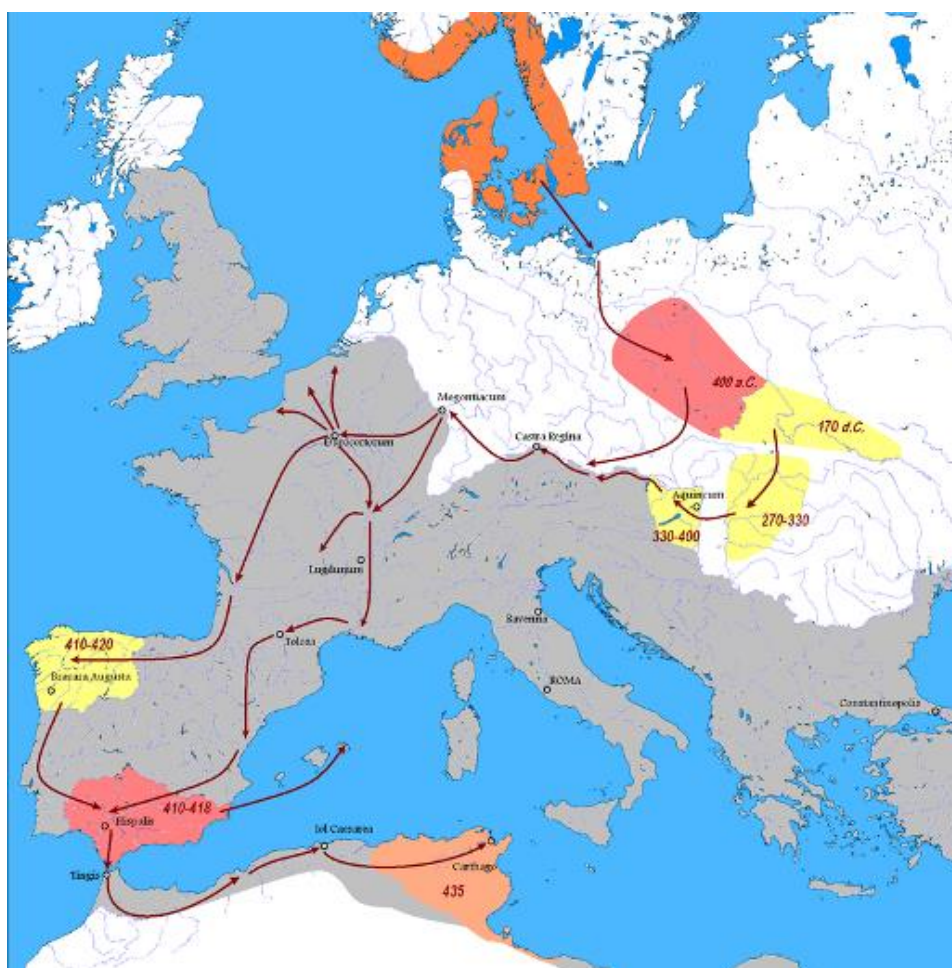 400 a.C.
Mogontiacum
170 d.C.
Castra Regina
Aquincum
270-330
330-400
Lugdunum
Ravenna
Tolosa
410-420
Bracara Augusta
ROMA
Constantinopolis
410-418
Hispalis
Iol Caesarea
Carthago
Tingis
435